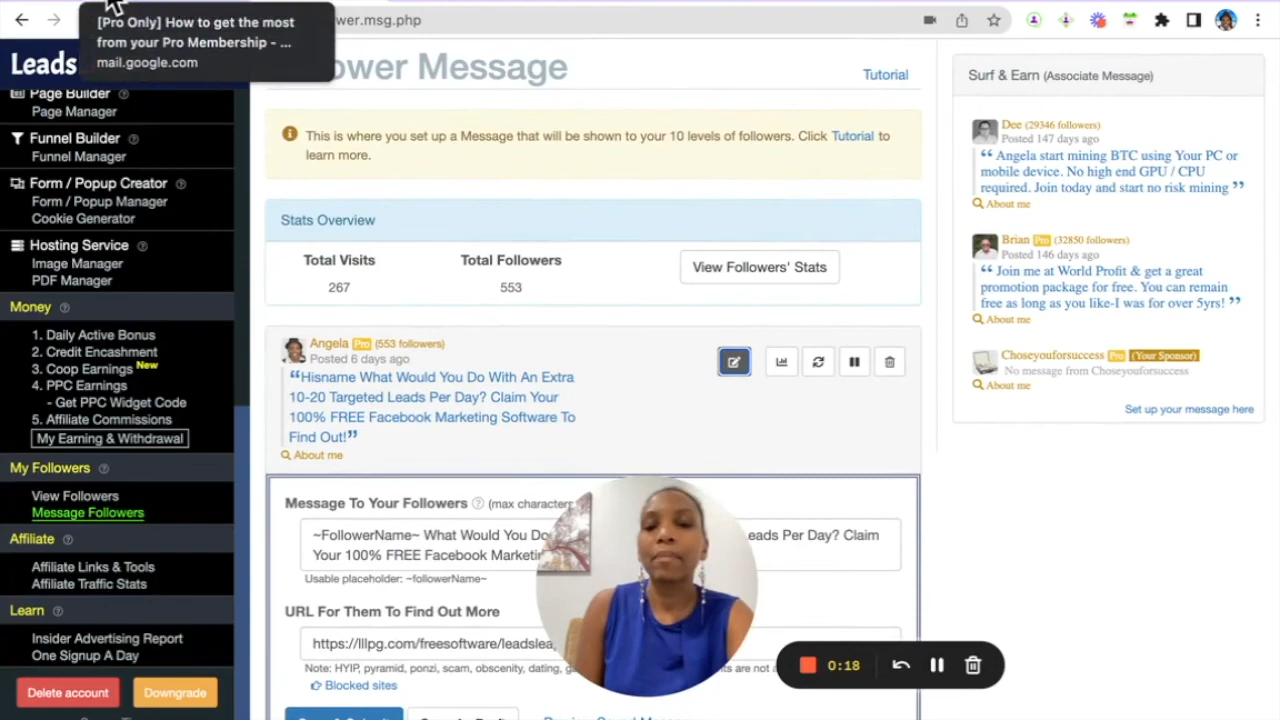 [Pro Only] How to get the most
from your Pro Membership - ...
mail.google.com
wer.msg.php
Leads
Page Builder
Page Manager
Funnel Builder
Funnel Manager
Form / Popup Creator
Form / Popup Manager
Cookie Generator
Hosting Service
Image Manager
PDF Manager
Money
1. Daily Active Bonus
2. Credit Encashment
3. Coop Earnings New
4. PPC Earnings
- Get PPC Widget Code
5. Affiliate Commissions
My Earning & Withdrawal
My Followers
View Followers
Message Followers
Affiliate
Affiliate Links & Tools
Affiliate Traffic Stats
Learn
Insider Advertising Report
One Signup A Day
Delete account
Downgrade
ower Message
Tutorial
This is where you set up a Message that will be shown to your 10 levels of followers. Click Tutorial to
learn more.
Stats Overview
Total Visits
Total Followers
View Followers' Stats
267
553
Angela Pro (553 followers)
Posted 6 days ago
“Hisname What Would You Do With An Extra
10-20 Targeted Leads Per Day? Claim Your
100% FREE Facebook Marketing Software To
Find Out!”
About me
Message To Your Followers (max character
~FollowerName~ What Would You Do
eads Per Day? Claim
Your 100% FREE Facebook Marketin
Usable placeholder: ~followerName~
URL For Them To Find Out More
https://lllpg.com/freesoftware/leadslea
Note: HYIP, pyramid, ponzi, scam, obscenity, dating, ga
nts are not a
Blocked sites
0:18
Surf & Earn (Associate Message)
Dee (29346 followers)
Posted 147 days ago
“ Angela start mining BTC using Your PC or
mobile device. No high end GPU / CPU
required. Join today and start no risk mining ”
About me
Brian Pro (32850 followers)
Posted 146 days ago
“ Join me at World Profit & get a great
promotion package for free. You can remain
free as long as you like-I was for over 5yrs! ”
About me
Choseyouforsuccess Pro (Your Sponsor)
No message from Choseyouforsuccess
About me
Set up your message here